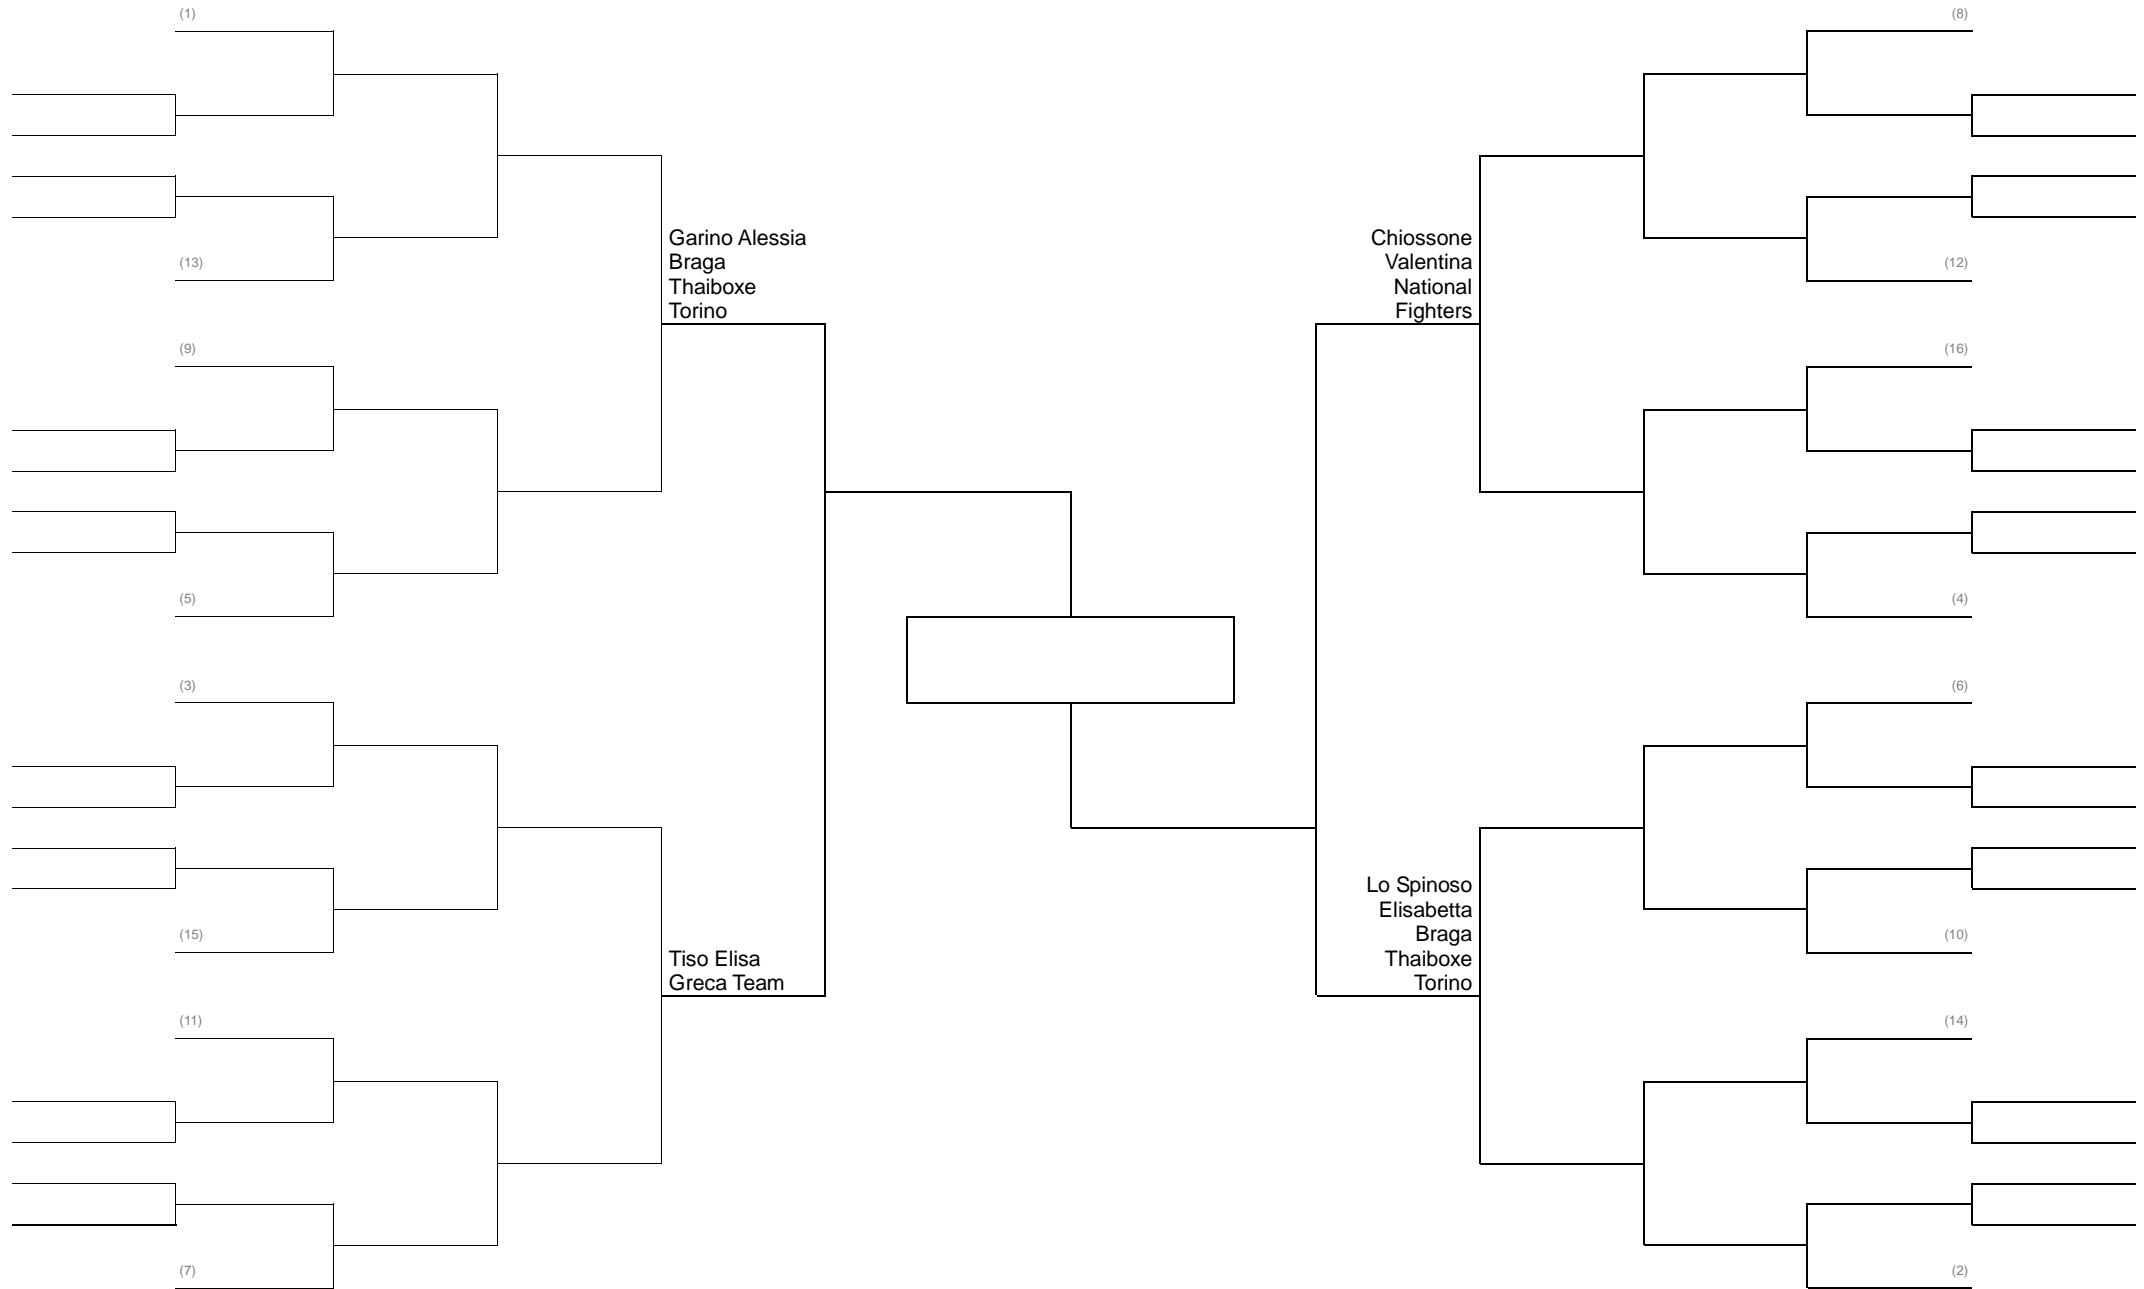 (1)
(13)
Garino Alessia
Braga
Thaiboxe
Torino
(9)
(5)
(3)
(15)
Tiso Elisa
Greca Team
(11)
(7)
(8)
Chiossone
Valentina
National
Fighters
(12)
(16)
(4)
(6)
Lo Spinoso
Elisabetta
Braga
Thaiboxe
Torino
(10)
(14)
(2)